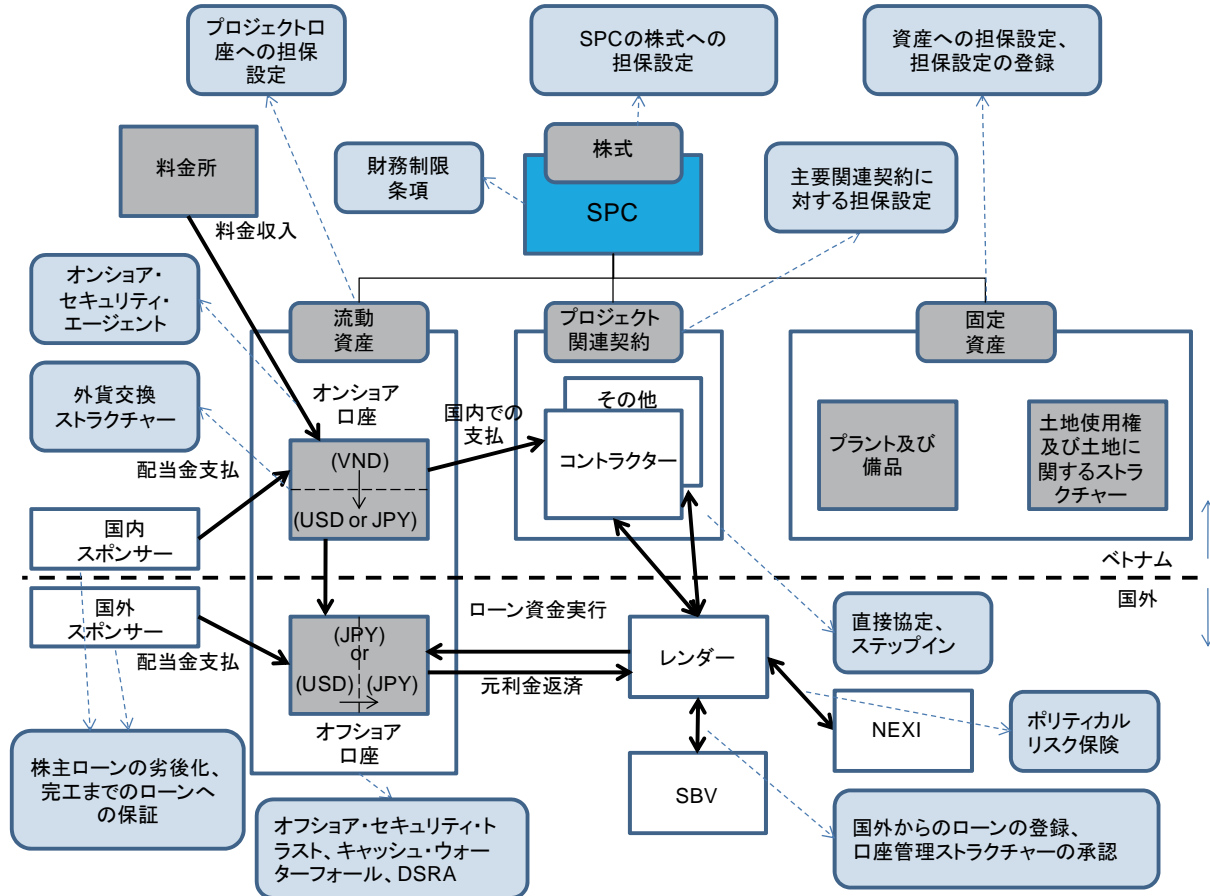 プロジェクト口
座への担保
設定
SPCの株式への
担保設定
資産への担保設定、
担保設定の登録
料金所
財務制限
条項
株式
SPC
主要関連契約に
対する担保設定
料金収入
オンショア・
セキュリティ・
エージェント
流動
資産
プロジェクト
関連契約
固定
資産
外貨交換
ストラクチャー
オンショア
口座
国内での
支払
その他
コントラクター
プラント及び
備品
土地使用権
及び土地に
関するストラ
クチャー
配当金支払
(VND)
(USD or JPY)
国内
スポンサー
ベトナム
国外
国外
スポンサー
配当金支払
ローン資金実行
(JPY)
or
(USD)
(JPY)
元利金返済
レンダー
直接協定、
ステップイン
オフショア
口座
NEXI
ポリティカル
リスク保険
株主ローンの劣後化、
完工までのローンへ
の保証
SBV
オフショア・セキュリティ・ト
ラスト、キャッシュ・ウォー
ターフォール、DSRA
国外からのローンの登録、
口座管理ストラクチャーの承認